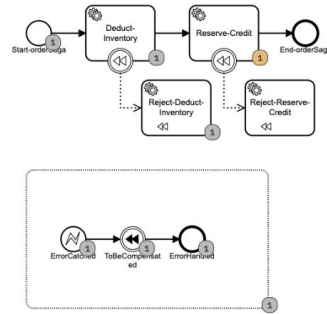 Deduct-
Inventory
1
Reserve-Credit
1
Start-orderSaga
1
End-orderSag
Reject-Deduct-
Inventory
1
Reject-Reserve-
Credit
ErrorCatched
1
ToBeCompensat
ed
1
ErrorHandled
1
1